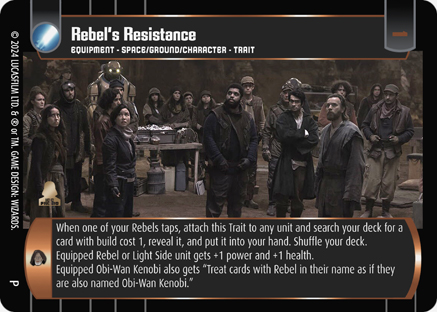 Rebel's Resistance
EQUIPMENT - SPACE/GROUND/CHARACTER - TRAIT
© 2024 LUCASFILM LTD. & ® or TM. GAME DESIGN: WIZARDS.
When one of your Rebels taps, attach this Trait to any unit and search your deck for a
card with build cost 1, reveal it, and put it into your hand. Shuffle your deck.
Equipped Rebel or Light Side unit gets +1 power and +1 health.
Equipped Obi-Wan Kenobi also gets “Treat cards with Rebel in their name as if they
are also named Obi-Wan Kenobi.”
P